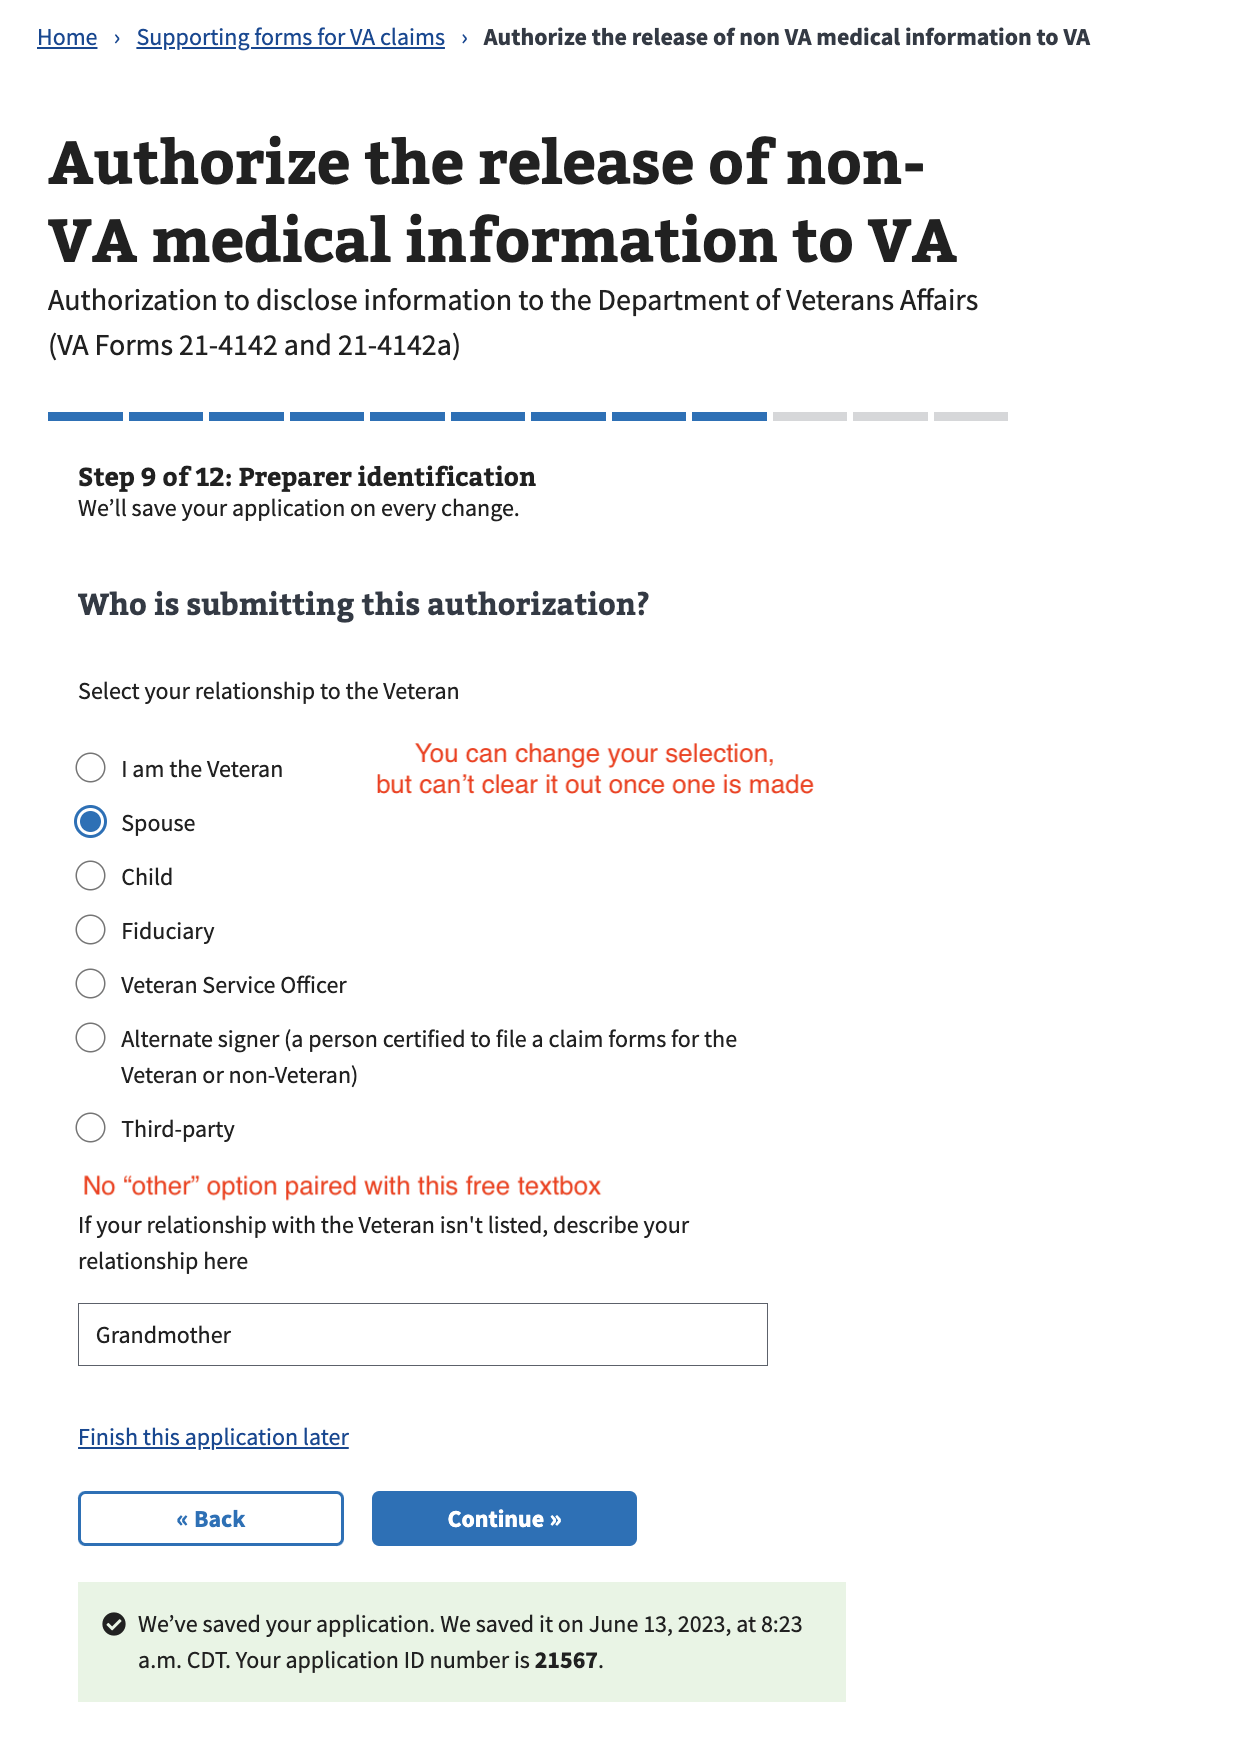 Home › Supporting forms for VA claims › Authorize the release of non VA medical information to VA
Authorize the release of non-
VA medical information to VA
Authorization to disclose information to the Department of Veterans Affairs
(VA Forms 21-4142 and 21-4142a)
Step 9 of 12: Preparer identification
We’ll save your application on every change.
Who is submitting this authorization?
Select your relationship to the Veteran
You can change your selection,
but can’t clear it out once one is made
I am the Veteran
Spouse
Child
Fiduciary
Veteran Service Officer
Alternate signer (a person certified to file a claim forms for the
Veteran or non-Veteran)
Third-party
No “other” option paired with this free textbox
If your relationship with the Veteran isn't listed, describe your
relationship here
Grandmother
Finish this application later
« Back
Continue »
We’ve saved your application. We saved it on June 13, 2023, at 8:23
a.m. CDT. Your application ID number is 21567.